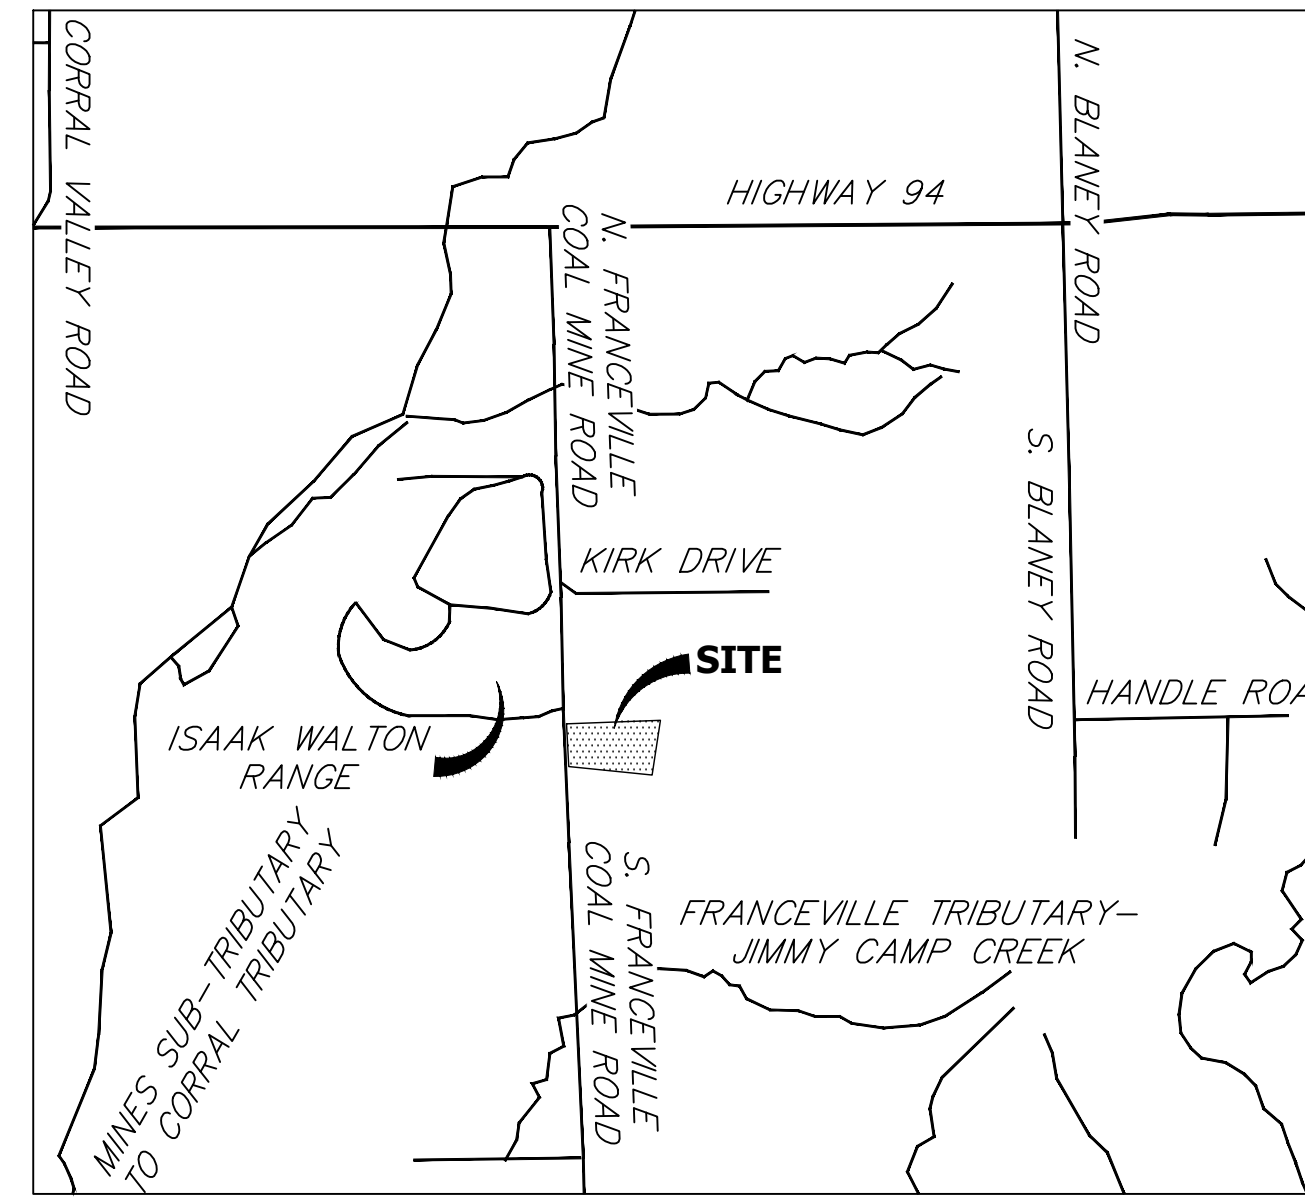 CORRAL VALLEY ROAD
N. BLANEY ROAD
HIGHWAY 94
N. FRANCEVILLE
COAL MINE ROAD
S. BLANEY ROAD
KIRK DRIVE
SITE
HANDLE ROA
ISAAK WALTON
RANGE
MINES SUB-TRIBUTARY
TO CORRAL TRIBUTARY
S. FRANCEVILLE
COAL MINE ROAD
FRANCEVILLE TRIBUTARY-
JIMMY CAMP CREEK